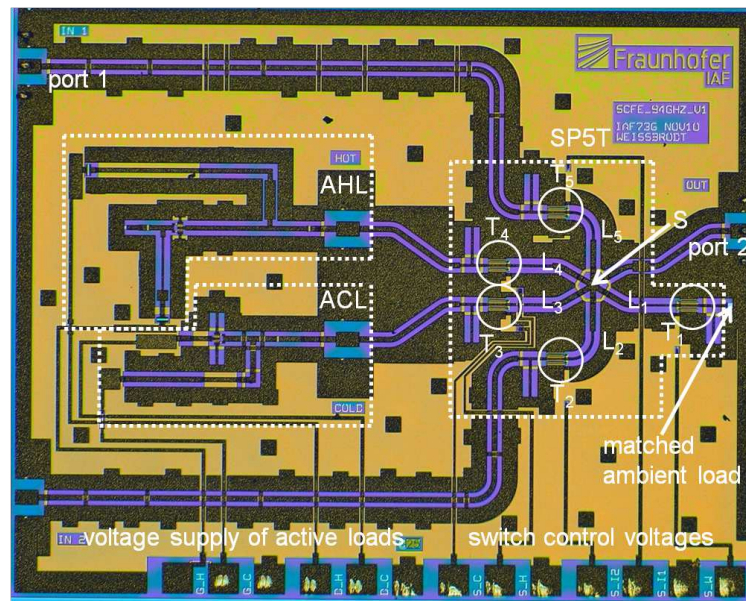 IN 1
port 1
Fraunhofer
IAF
SCFE_94GHZ_V1
IAF73G NOV10
WEISSBRODT
SP5T
HOT
AHL
OUT
T5
S
T4
L5
port 2
L4
ACL
L3
L1
T3
L2
T1
T2
COLD
matched
ambient load
IN 2
voltage supply of active loads
switch control voltages
G_H
G_C
D_H
D_C
S_C
S_H
S_I2
S_I1
S_W